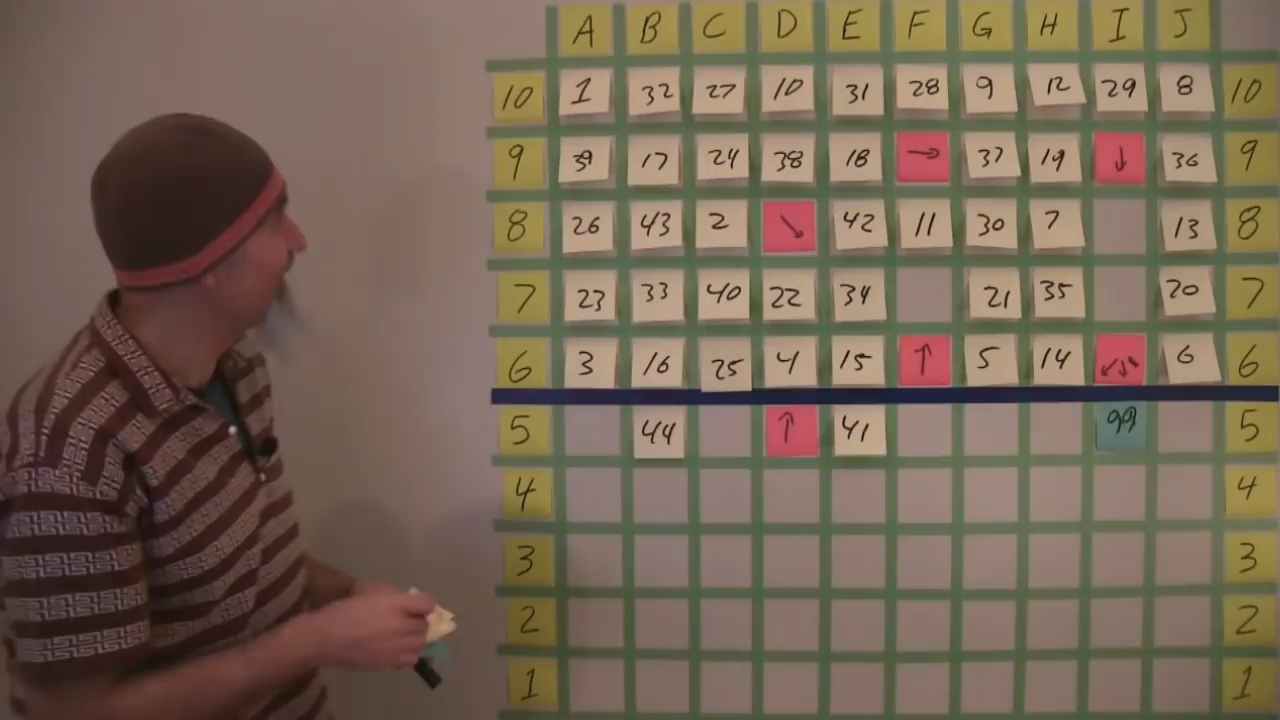 A B C D E F G H I J
10 1 32 27 10 31 28 9 12 29 8 10
9 39 17 24 38 18 → 37 19 ↓ 36 9
8 26 43 2 ↘ 42 11 30 7 13 8
7 23 33 40 22 34 21 35 20 7
6 3 16 25 4 15 ↑ 5 14 6 6
5 44 ↑ 41 99 5
4 4
3 3
2 2
1 1